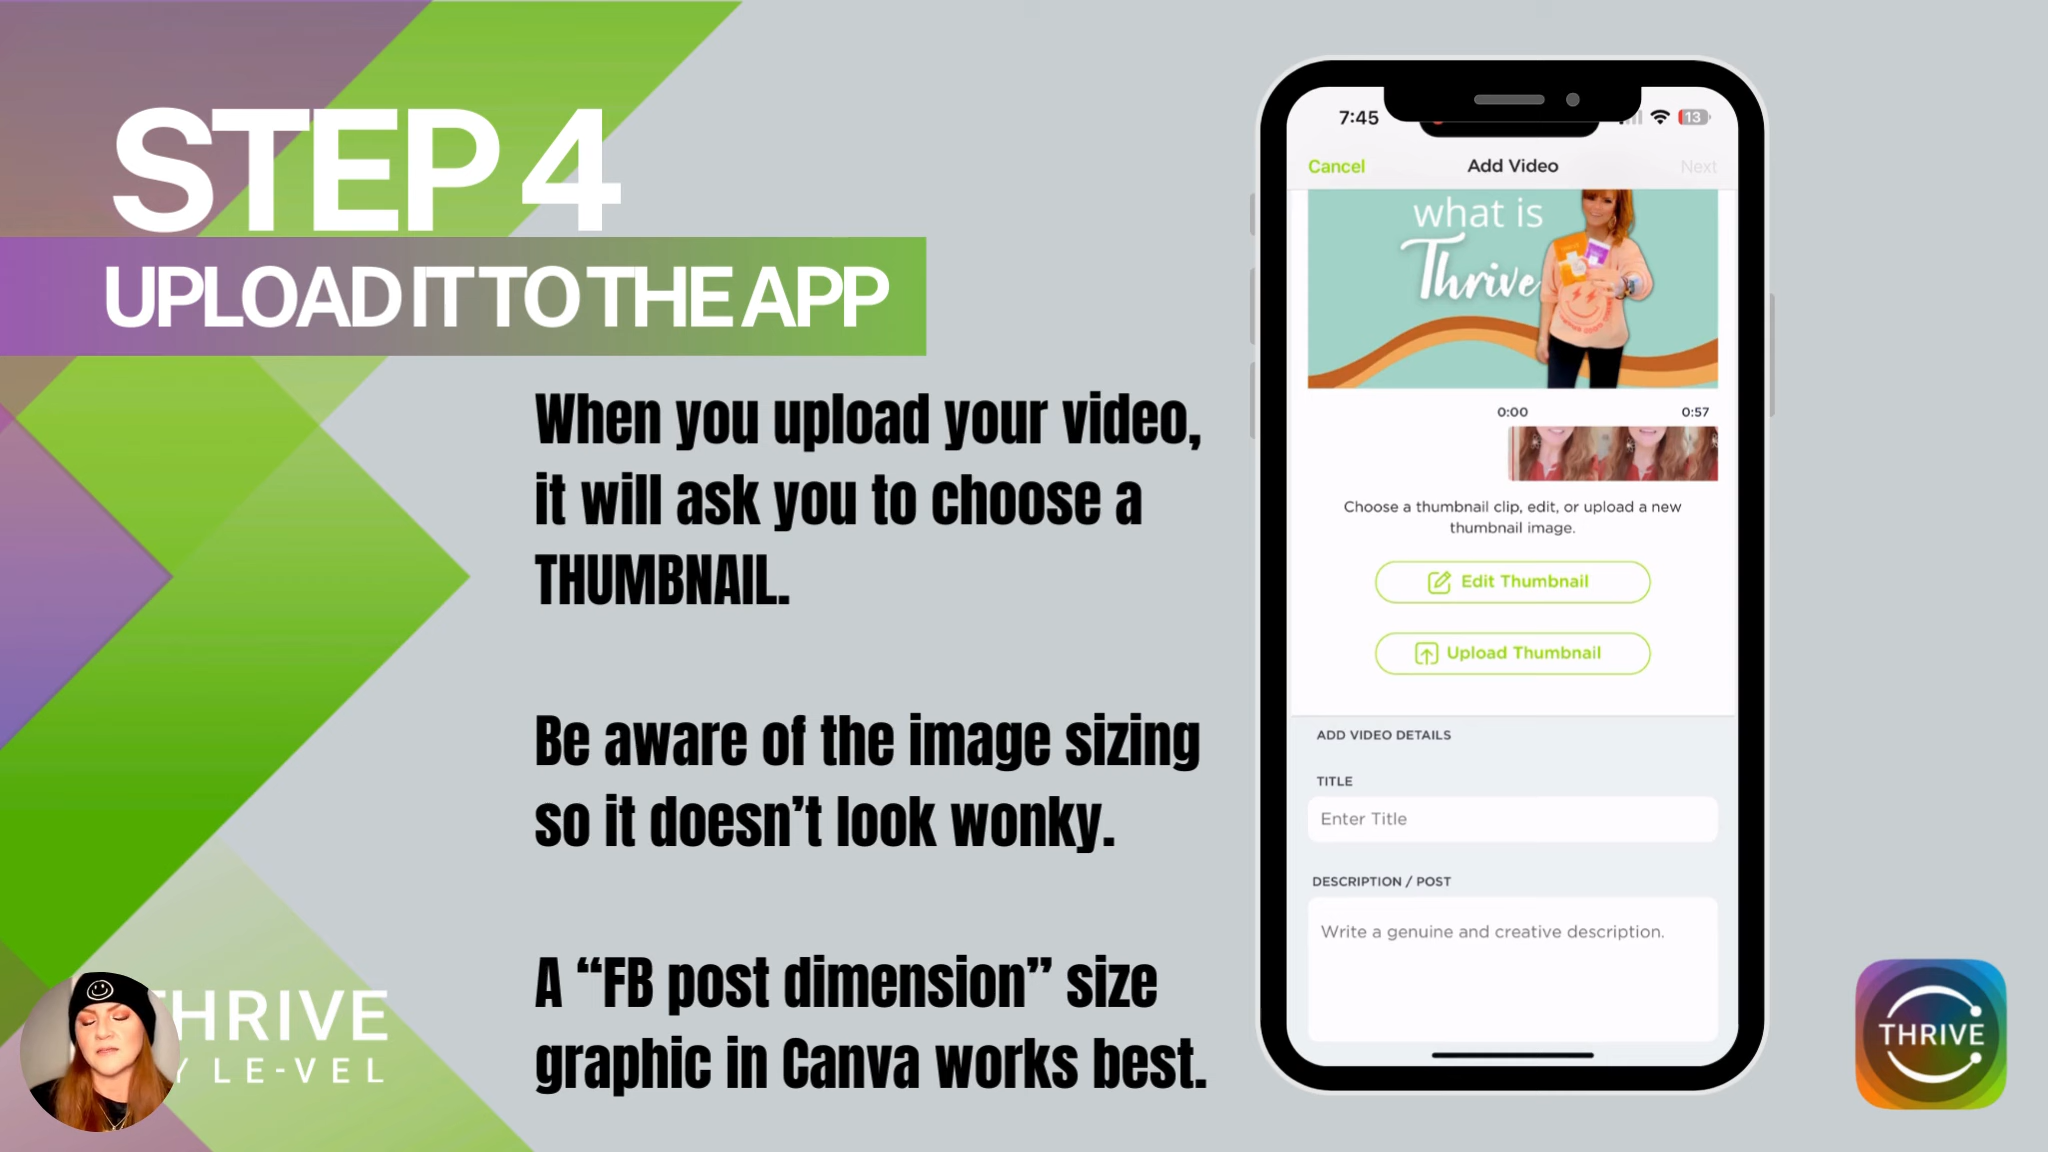 STEP 4
UPLOAD IT TO THE APP
When you upload your video,
it will ask you to choose a
THUMBNAIL.
Be aware of the image sizing
so it doesn’t look wonky.
A “FB post dimension” size
graphic in Canva works best.
7:45
13
Cancel
Add Video
Next
what is
Thrive
0:00
0:57
Choose a thumbnail clip, edit, or upload a new
thumbnail image.
Edit Thumbnail
Upload Thumbnail
ADD VIDEO DETAILS
TITLE
Enter Title
DESCRIPTION / POST
Write a genuine and creative description.
THRIVE
Y LE-VEL
THRIVE